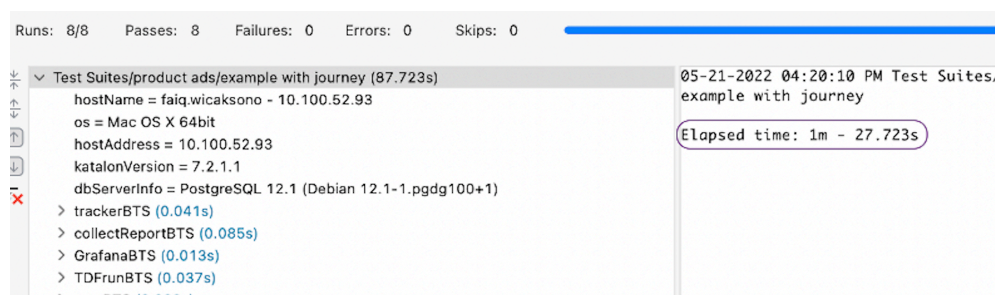 Runs: 8/8 Passes: 8 Failures: 0 Errors: 0 Skips: 0
Test Suites/product ads/example with journey (87.723s)
hostName = faiq.wicaksono - 10.100.52.93
os = Mac OS X 64bit
hostAddress = 10.100.52.93
katalonVersion = 7.2.1.1
dbServerInfo = PostgreSQL 12.1 (Debian 12.1-1.pgdg100+1)
trackerBTS (0.041s)
collectReportBTS (0.085s)
GrafanaBTS (0.013s)
TDFrunBTS (0.037s)
05-21-2022 04:20:10 PM Test Suites/
example with journey
Elapsed time: 1m - 27.723s